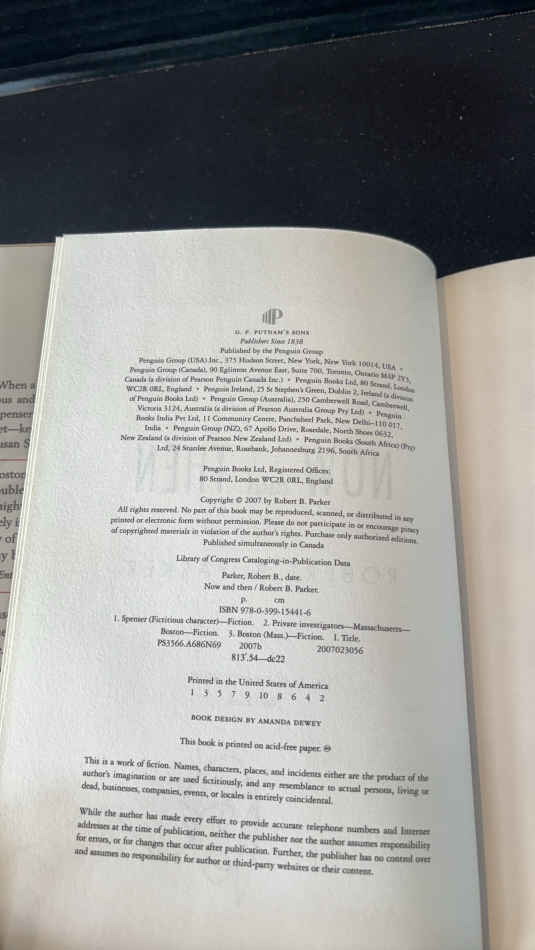 G. P. PUTNAM'S SONS
Publishers Since 1838
Published by the Penguin Group
Penguin Group (USA) Inc., 375 Hudson Street, New York, New York 10014, USA •
Penguin Group (Canada), 90 Eglinton Avenue East, Suite 700, Toronto, Ontario M4P 2Y3,
Canada (a division of Pearson Penguin Canada Inc.) • Penguin Books Ltd, 80 Strand, London
WC2R 0RL, England • Penguin Ireland, 25 St Stephen's Green, Dublin 2, Ireland (a division
of Penguin Books Ltd) • Penguin Group (Australia), 250 Camberwell Road, Camberwell,
Victoria 3124, Australia (a division of Pearson Australia Group Pty Ltd) • Penguin
Books India Pvt Ltd, 11 Community Centre, Panchsheel Park, New Delhi–110 017,
India • Penguin Group (NZ), 67 Apollo Drive, Rosedale, North Shore 0632,
New Zealand (a division of Pearson New Zealand Ltd) • Penguin Books (South Africa) (Pty)
Ltd, 24 Sturdee Avenue, Rosebank, Johannesburg 2196, South Africa
Penguin Books Ltd, Registered Offices:
80 Strand, London WC2R 0RL, England
Copyright © 2007 by Robert B. Parker
All rights reserved. No part of this book may be reproduced, scanned, or distributed in any
printed or electronic form without permission. Please do not participate in or encourage piracy
of copyrighted materials in violation of the author's rights. Purchase only authorized editions.
Published simultaneously in Canada
Library of Congress Cataloging-in-Publication Data
Parker, Robert B., date.
Now and then / Robert B. Parker.
p. cm
ISBN 978-0-399-15441-6
1. Spenser (Fictitious character)—Fiction. 2. Private investigators—Massachusetts—
Boston—Fiction. 3. Boston (Mass.)—Fiction. I. Title.
PS3566.A686N69 2007b 2007023056
813'.54—dc22
Printed in the United States of America
1 3 5 7 9 10 8 6 4 2
BOOK DESIGN BY AMANDA DEWEY
This book is printed on acid-free paper. ♾
This is a work of fiction. Names, characters, places, and incidents either are the product of the
author's imagination or are used fictitiously, and any resemblance to actual persons, living or
dead, businesses, companies, events, or locales is entirely coincidental.
While the author has made every effort to provide accurate telephone numbers and Internet
addresses at the time of publication, neither the publisher nor the author assumes responsibility
for errors, or for changes that occur after publication. Further, the publisher has no control over
and assumes no responsibility for author or third-party websites or their content.